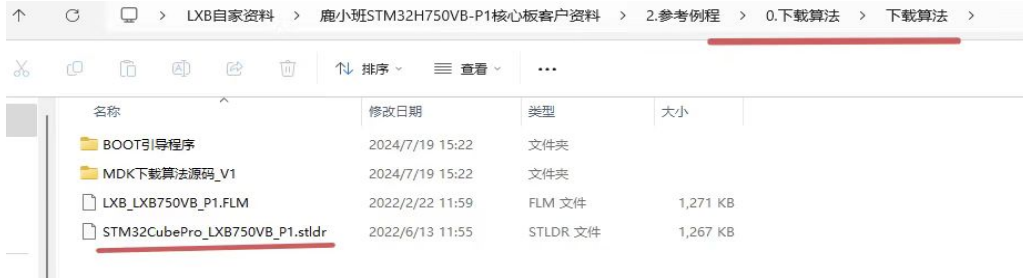 LXB自家资料 > 鹿小班STM32H750VB-P1核心板客户资料 > 2.参考例程 > 0.下载算法 > 下载算法 >
排序 查看 ...
名称 修改日期 类型 大小
BOOT引导程序 2024/7/19 15:22 文件夹
MDK下载算法源码_V1 2024/7/19 15:22 文件夹
LXB_LXB750VB_P1.FLM 2022/2/22 11:59 FLM 文件 1,271 KB
STM32CubePro_LXB750VB_P1.stldr 2022/6/13 11:55 STLDR 文件 1,267 KB